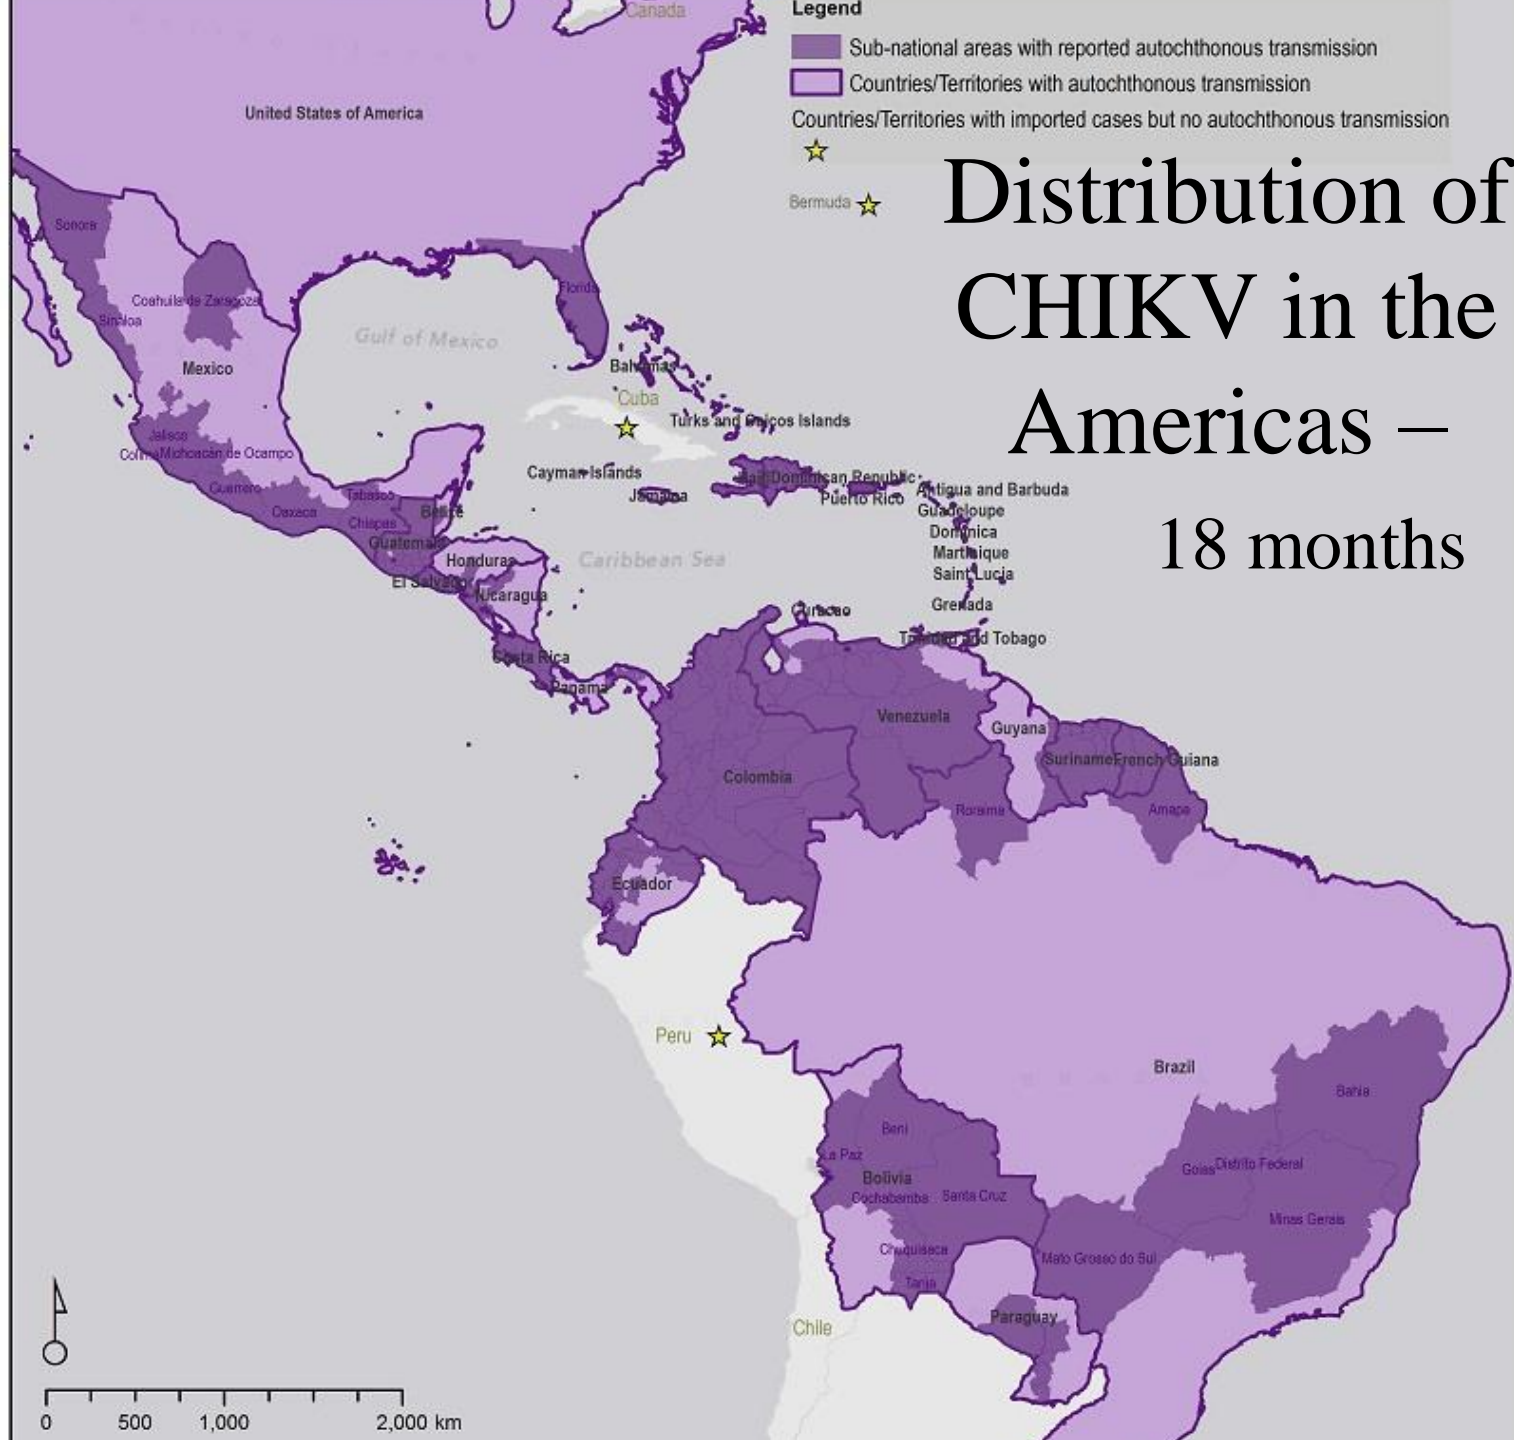 Canada
Legend
Sub-national areas with reported autochthonous transmission
Countries/Territories with autochthonous transmission
Countries/Territories with imported cases but no autochthonous transmission
United States of America
Bermuda
Distribution of
CHIKV in the
Americas –
18 months
Sonora
Coahuila de Zaragoza
Sinaloa
Florida
Gulf of Mexico
Mexico
Bahamas
Cuba
Turks and Caicos Islands
Jalisco
Colima Michoacán de Ocampo
Cayman Islands
Haiti Dominican Republic
Guerrero
Tabasco
Jamaica
Puerto Rico
Antigua and Barbuda
Oaxaca
Chiapas
Belize
Guadeloupe
Dominica
Guatemala
Honduras
Caribbean Sea
Martinique
El Salvador
Nicaragua
Saint Lucia
Grenada
Curacao
Trinidad and Tobago
Costa Rica
Panama
Venezuela
Guyana
Colombia
Suriname French Guiana
Roraima
Amapa
Ecuador
Peru
Brazil
Bahia
Beni
La Paz
Bolivia
Goias Distrito Federal
Cochabamba
Santa Cruz
Minas Gerais
Chuquisaca
Mato Grosso do Sul
Tarija
Paraguay
Chile
0 500 1,000 2,000 km